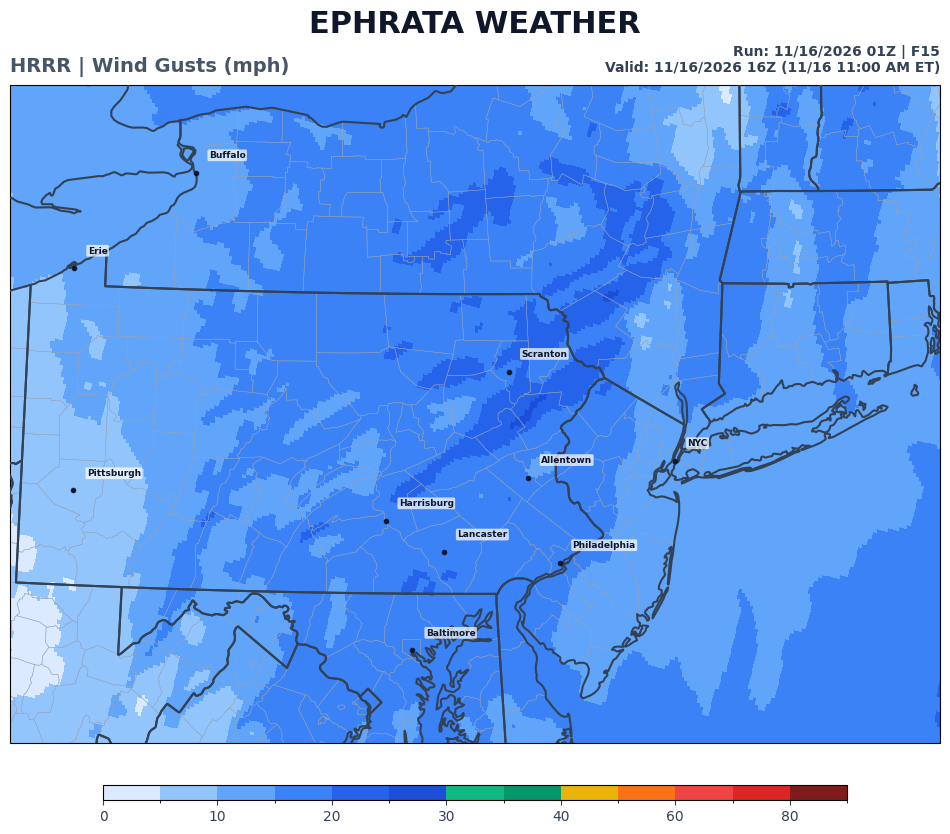 EPHRATA WEATHER
HRRR | Wind Gusts (mph)
Run: 11/16/2026 01Z | F15
Valid: 11/16/2026 16Z (11/16 11:00 AM ET)
Buffalo
Erie
Scranton
NYC
Allentown
Pittsburgh
Harrisburg
Lancaster
Philadelphia
Baltimore
0 10 20 30 40 50 60 70 80